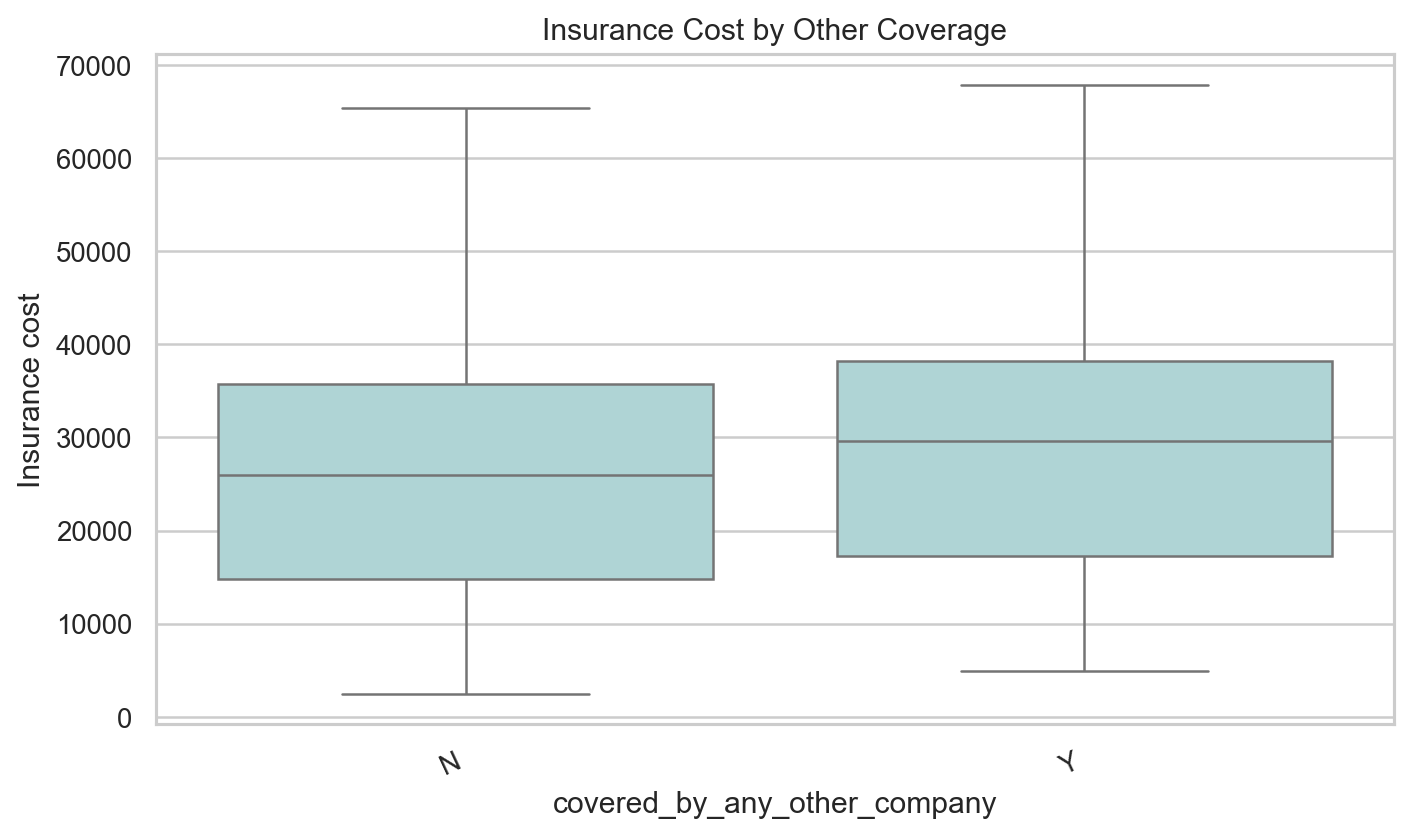 Insurance Cost by Other Coverage
70000
60000
50000
40000
30000
20000
10000
0
Insurance cost
N
Y
covered_by_any_other_company